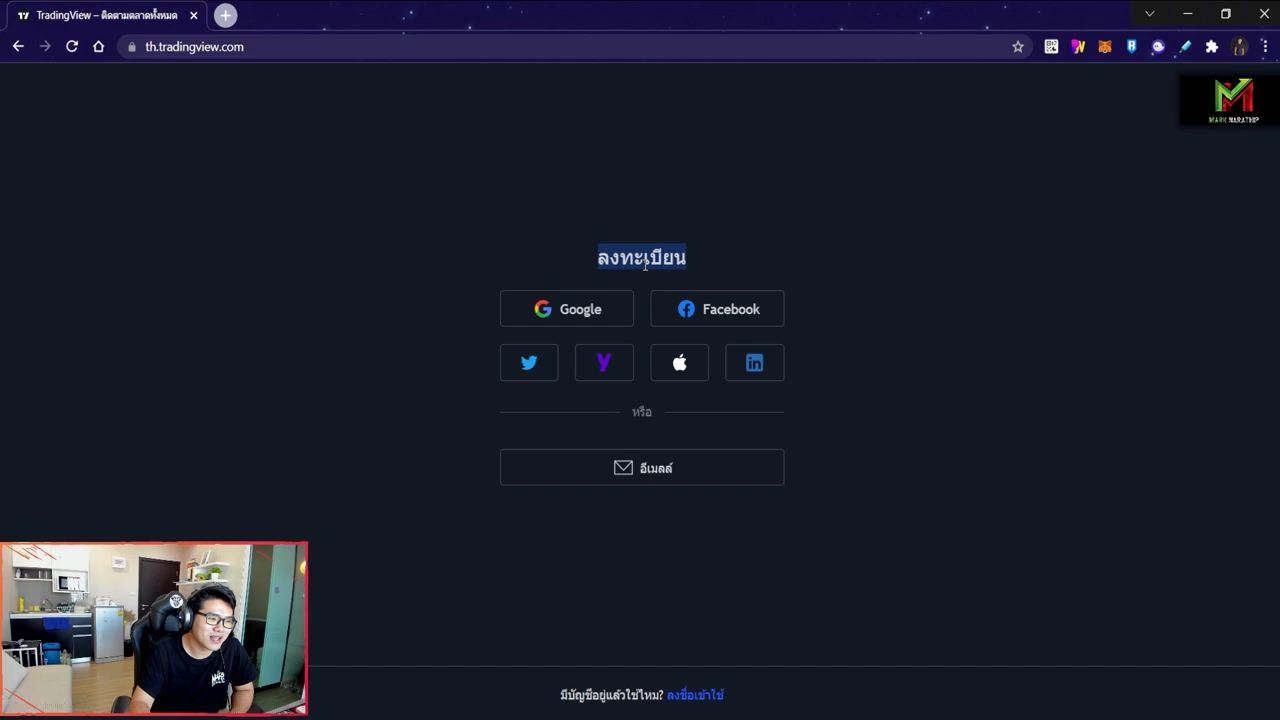 TradingView – ติดตามตลาดทั้งหมด
th.tradingview.com
MARK NARATHIP
ลงทะเบียน
Google
Facebook
หรือ
อีเมลล์
มีบัญชีอยู่แล้วใช่ไหม? ลงชื่อเข้าใช้